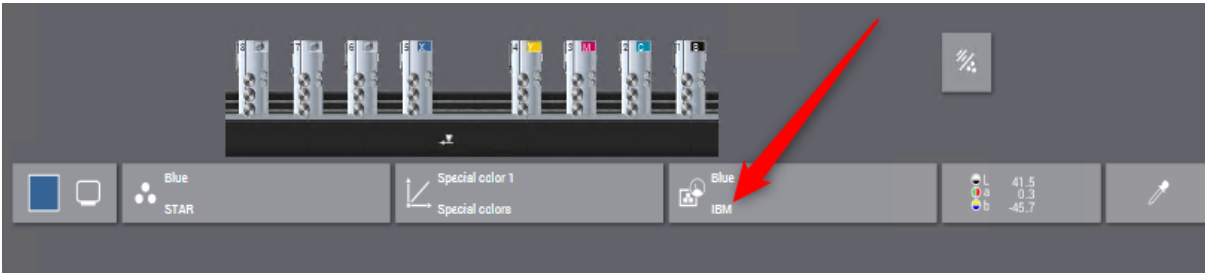 8 7 6 5 X 4 Y 3 M 2 C 1 B
Blue
STAR
Special color 1
Special colors
Blue
IBM
L 41.5
a 0.3
b -45.7